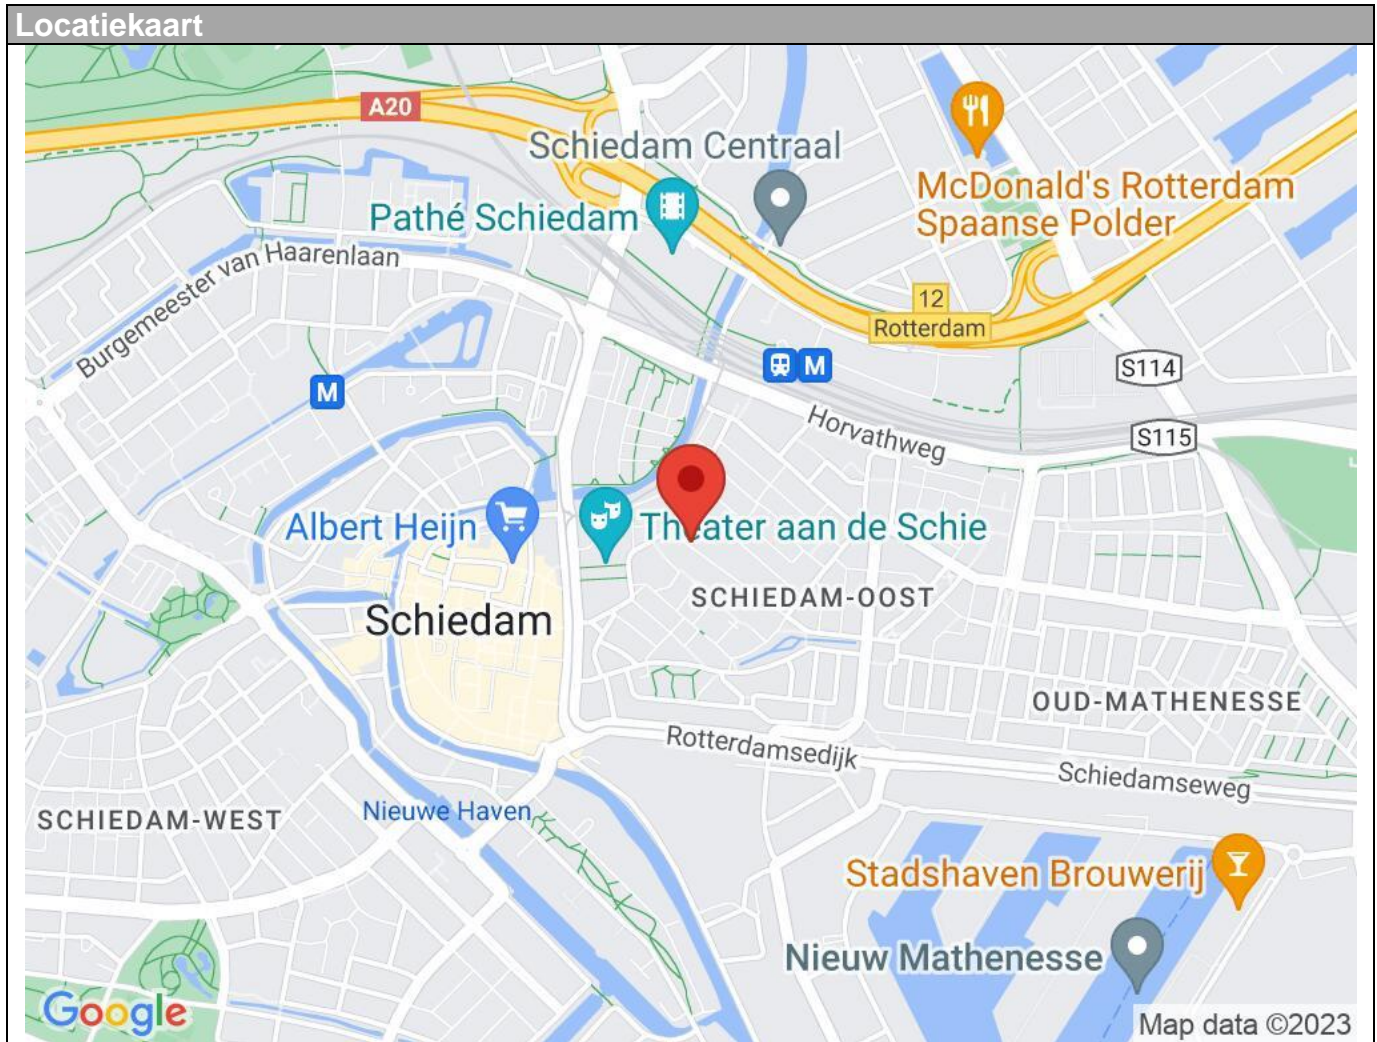 Locatiekaart
A20
Schiedam Centraal
McDonald's Rotterdam
Spaanse Polder
Pathé Schiedam
Burgemeester van Haarenlaan
12
Rotterdam
M
S114
M
Horvathweg
S115
Albert Heijn
Theater aan de Schie
SCHIEDAM-OOST
Schiedam
OUD-MATHENESSE
Rotterdamsedijk
Schiedamseweg
SCHIEDAM-WEST
Nieuwe Haven
Stadshaven Brouwerij
Nieuw Mathenesse
Google
Map data ©2023